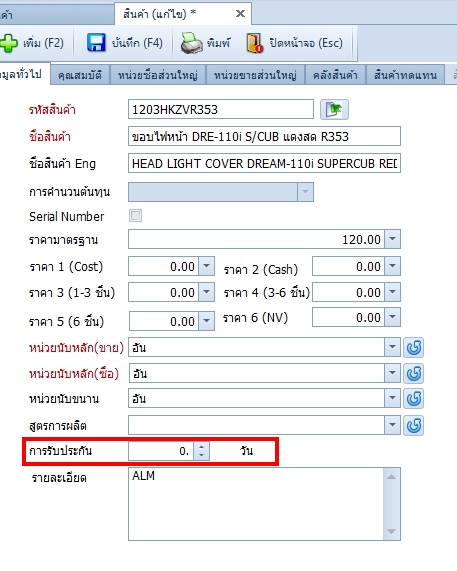 ค้า สินค้า (แก้ไข) *
เพิ่ม (F2) บันทึก (F4) พิมพ์ ปิดหน้าจอ (Esc)
มูลทั่วไป คุณสมบัติ หน่วยซื้อส่วนใหญ่ หน่วยขายส่วนใหญ่ คลังสินค้า สินค้าทดแทน
รหัสสินค้า 1203HKZVR353
ชื่อสินค้า ขอบไฟหน้า DRE-110i S/CUB แดงสด R353
ชื่อสินค้า Eng HEAD LIGHT COVER DREAM-110i SUPERCUB RED
การคำนวนต้นทุน
Serial Number
ราคามาตรฐาน 120.00
ราคา 1 (Cost) 0.00 ราคา 2 (Cash) 0.00
ราคา 3 (1-3 ชิ้น) 0.00 ราคา 4 (3-6 ชิ้น) 0.00
ราคา 5 (6 ชิ้น) 0.00 ราคา 6 (NV) 0.00
หน่วยนับหลัก(ขาย) อัน
หน่วยนับหลัก(ซื้อ) อัน
หน่วยนับขนาน อัน
สูตรการผลิต
การรับประกัน 0. วัน
รายละเอียด ALM